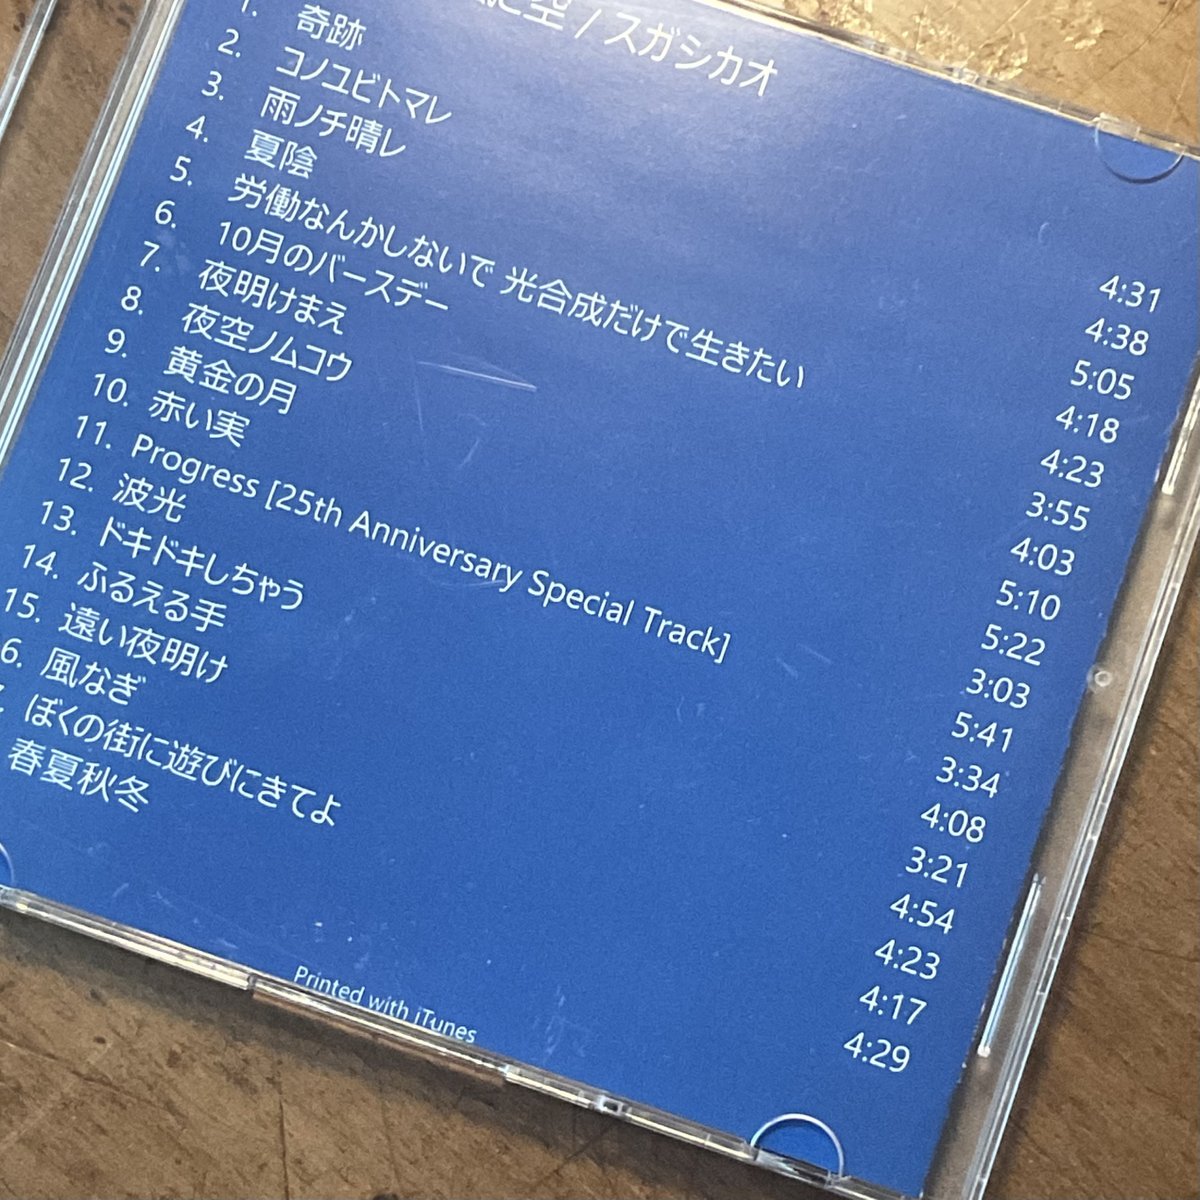 に空 / スガシカオ
1. 奇跡 4:31
2. コノユビトマレ 4:38
3. 雨ノチ晴レ 5:05
4. 夏陰 4:18
5. 労働なんかしないで 光合成だけで生きたい 4:23
6. 10月のバースデー 3:55
7. 夜明けまえ 4:03
8. 夜空ノムコウ 5:10
9. 黄金の月 5:22
10. 赤い実 3:03
11. Progress [25th Anniversary Special Track] 5:41
12. 波光 3:34
13. ドキドキしちゃう 4:08
14. ふるえる手 3:21
15. 遠い夜明け 4:54
6. 風なぎ 4:23
ぼくの街に遊びにきてよ 4:17
春夏秋冬 4:29
Printed with iTunes